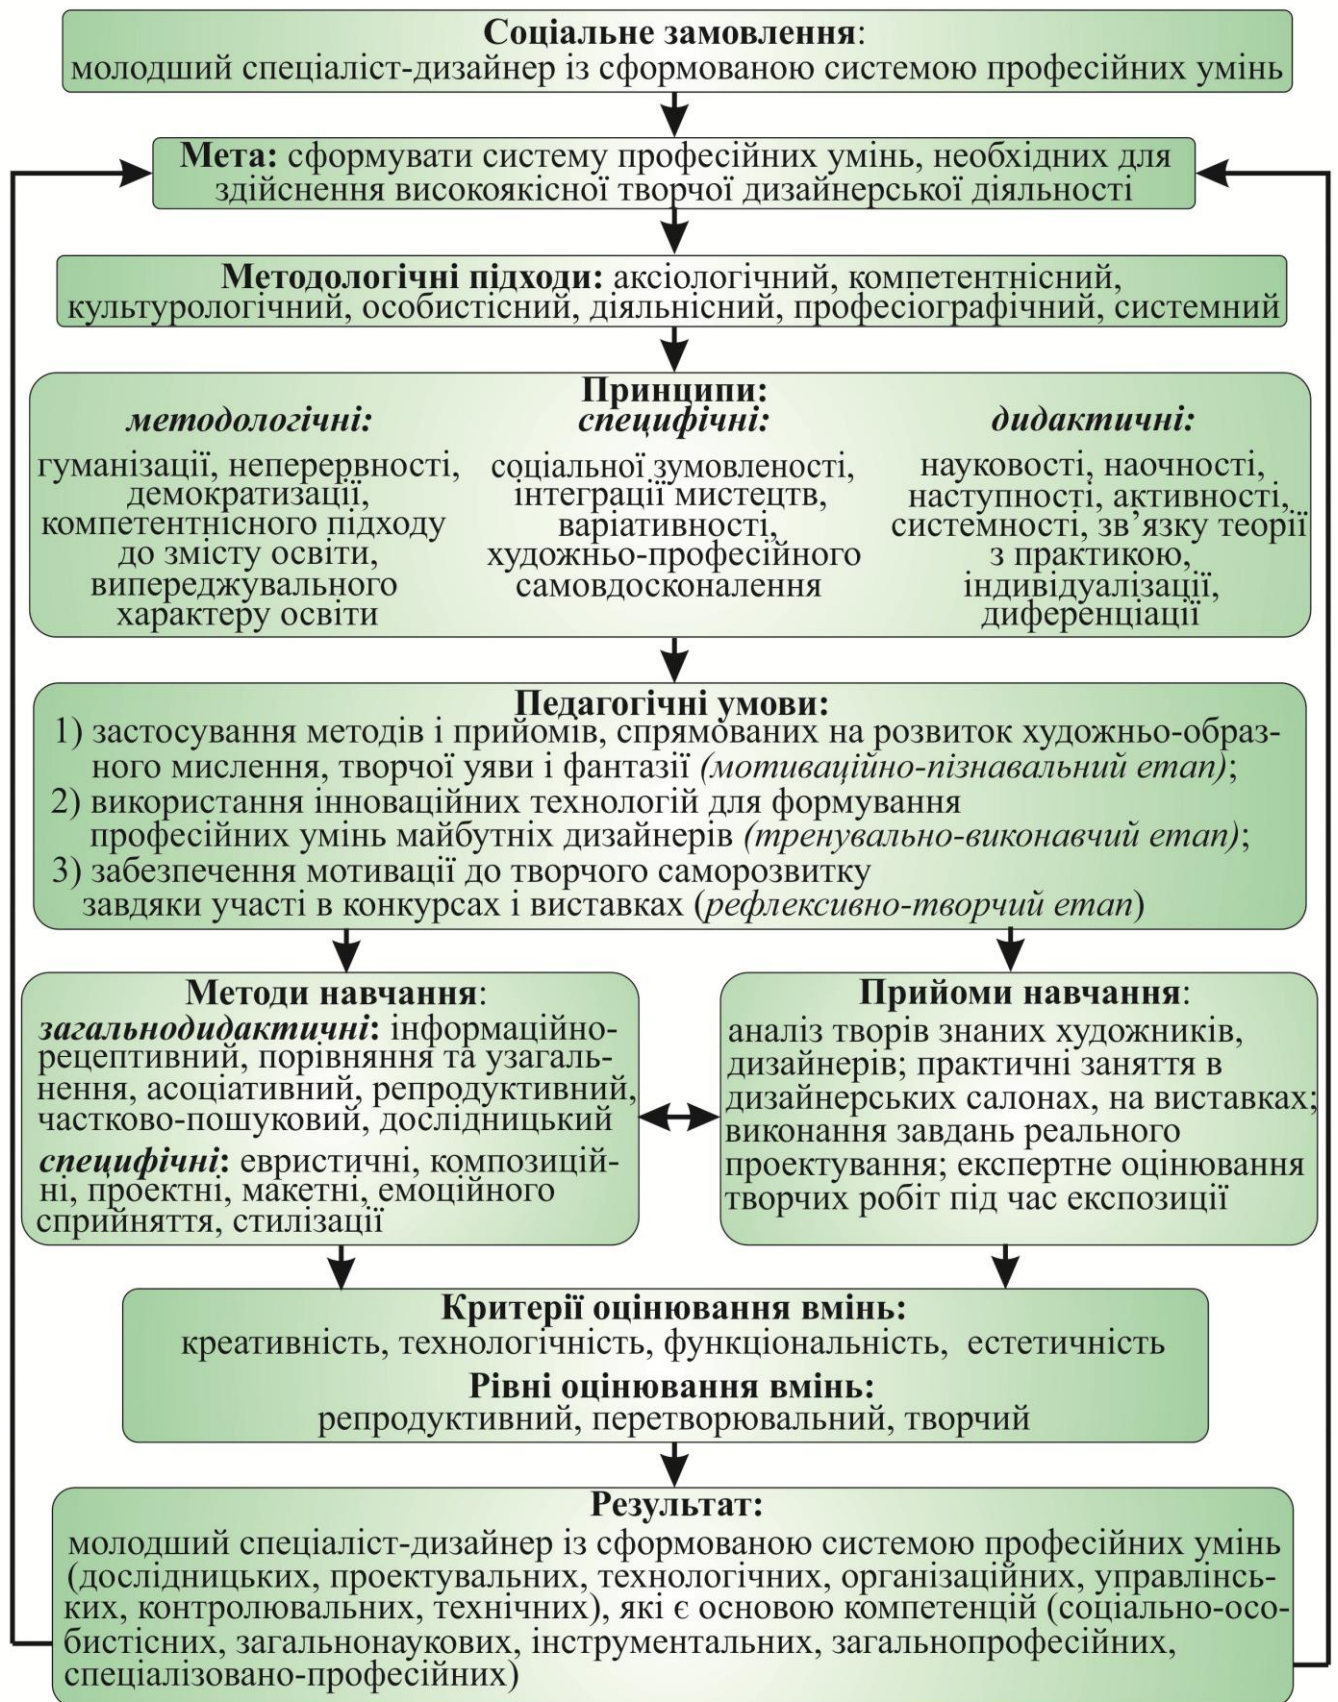 Соціальне замовлення:
молодший спеціаліст-дизайнер із сформованою системою професійних умінь
Мета: сформувати систему професійних умінь, необхідних для
здійснення високоякісної творчої дизайнерської діяльності
Методологічні підходи: аксіологічний, компетентнісний,
культурологічний, особистісний, діяльнісний, професіографічний, системний
Принципи:
методологічні:
гуманізації, неперервності,
демократизації,
компетентнісного підходу
до змісту освіти,
випереджувального
характеру освіти
специфічні:
соціальної зумовленості,
інтеграції мистецтв,
варіативності,
художньо-професійного
самовдосконалення
дидактичні:
науковості, наочності,
наступності, активності,
системності, зв’язку теорії
з практикою,
індивідуалізації,
диференціації
Педагогічні умови:
1) застосування методів і прийомів, спрямованих на розвиток художньо-образ-
ного мислення, творчої уяви і фантазії (мотиваційно-пізнавальний етап);
2) використання інноваційних технологій для формування
професійних умінь майбутніх дизайнерів (тренувально-виконавчий етап);
3) забезпечення мотивації до творчого саморозвитку
завдяки участі в конкурсах і виставках (рефлексивно-творчий етап)
Методи навчання:
загальнодидактичні: інформаційно-
рецептивний, порівняння та узагаль-
нення, асоціативний, репродуктивний,
частково-пошуковий, дослідницький
специфічні: евристичні, композицій-
ні, проектні, макетні, емоційного
сприйняття, стилізації
Прийоми навчання:
аналіз творів знаних художників,
дизайнерів; практичні заняття в
дизайнерських салонах, на виставках;
виконання завдань реального
проектування; експертне оцінювання
творчих робіт під час експозиції
Критерії оцінювання вмінь:
креативність, технологічність, функціональність, естетичність
Рівні оцінювання вмінь:
репродуктивний, перетворювальний, творчий
Результат:
молодший спеціаліст-дизайнер із сформованою системою професійних умінь
(дослідницьких, проектувальних, технологічних, організаційних, управлінсь-
ких, контролювальних, технічних), які є основою компетенцій (соціально-осо-
бистісних, загальнонаукових, інструментальних, загальнопрофесійних,
спеціалізовано-професійних)